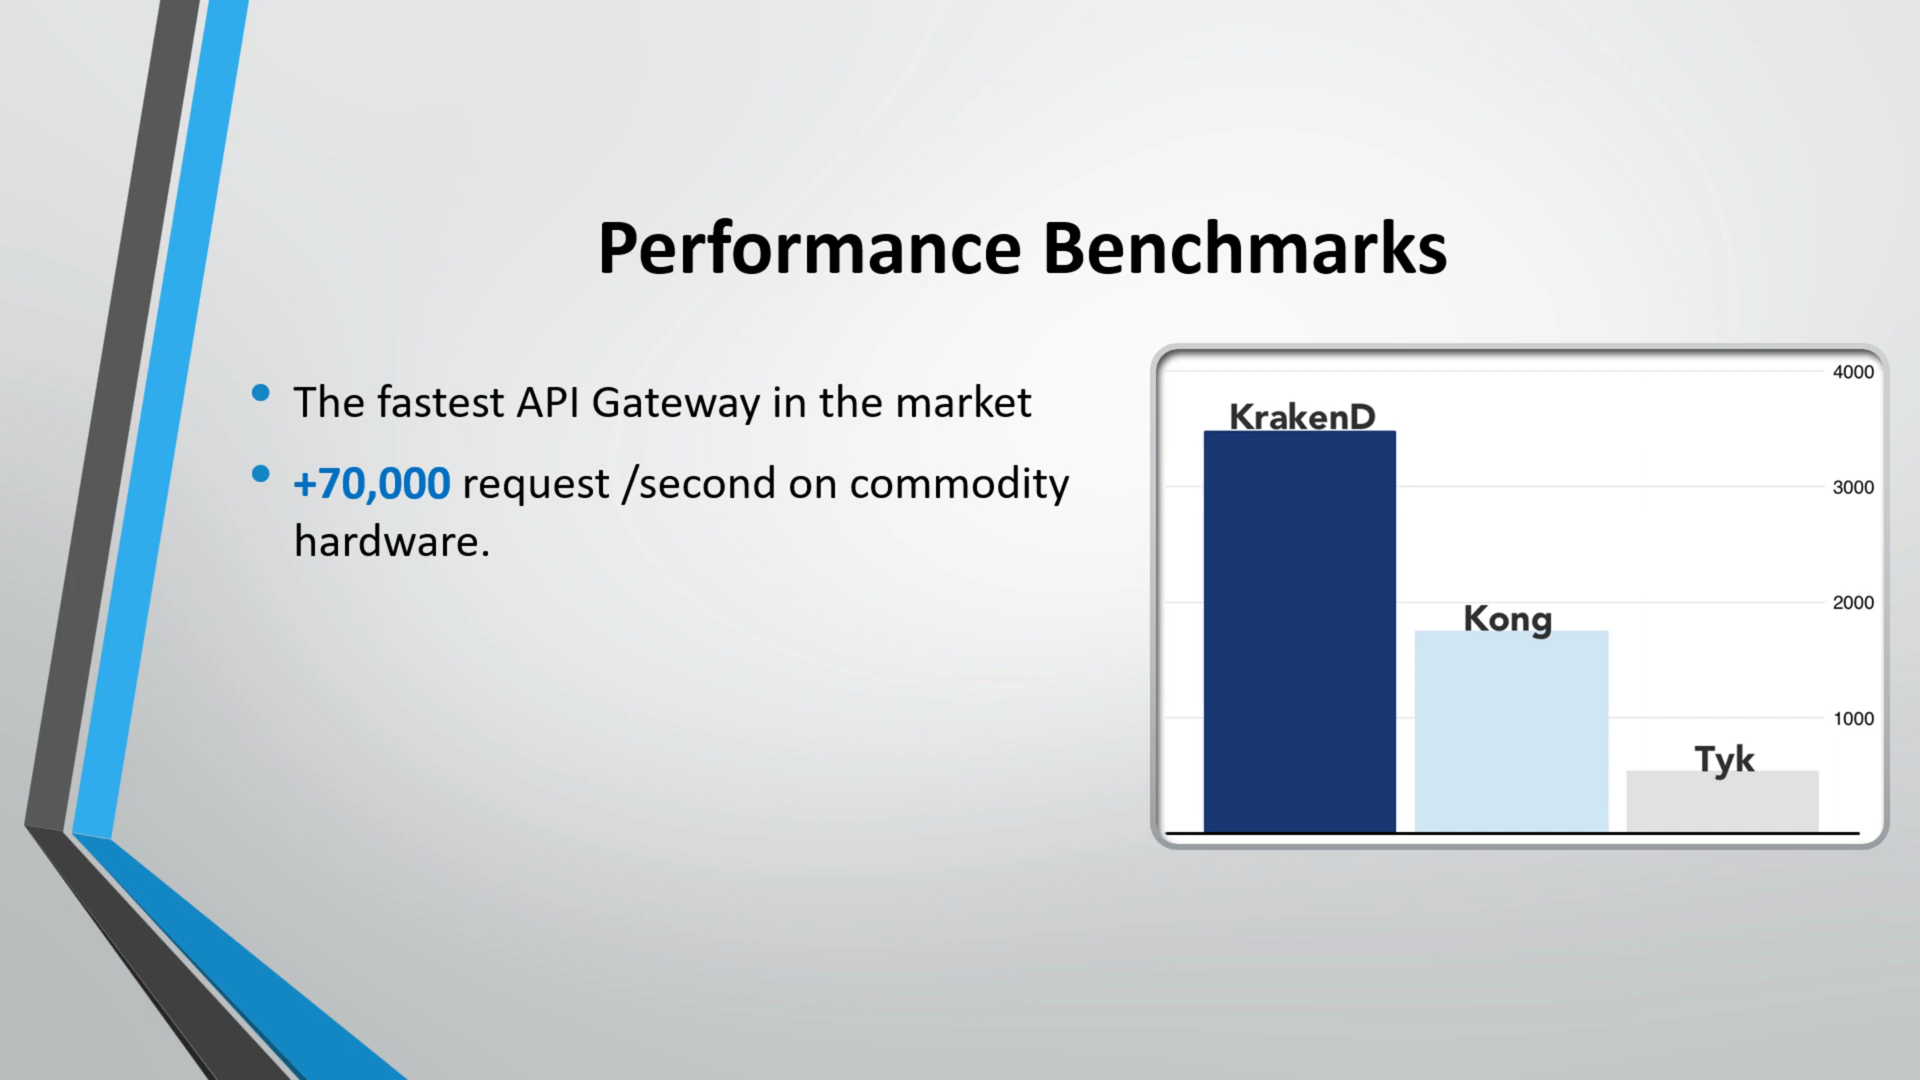 Performance Benchmarks
The fastest API Gateway in the market
+70,000 request /second on commodity
hardware.
4000
KrakenD
3000
2000
Kong
1000
Tyk